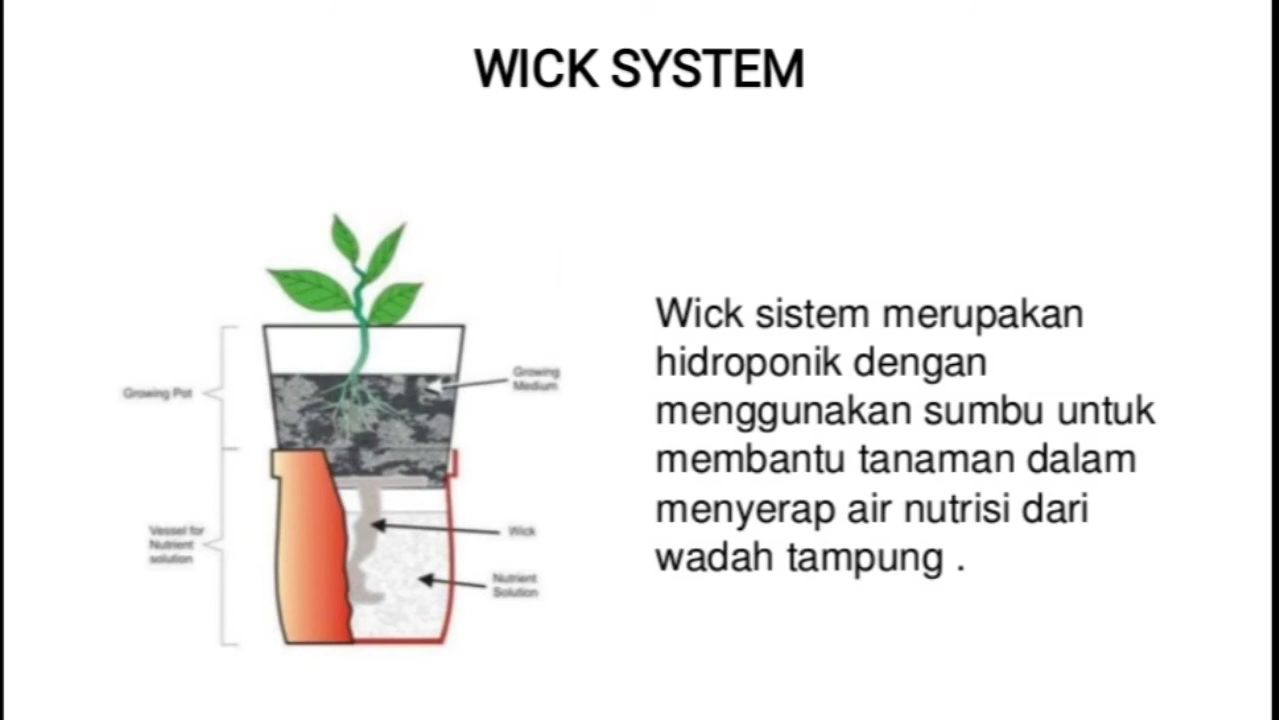 WICK SYSTEM
Growing Pot
Growing
Medium
Vessel for
Nutrient
solution
Wick
Nutrient
Solution
Wick sistem merupakan
hidroponik dengan
menggunakan sumbu untuk
membantu tanaman dalam
menyerap air nutrisi dari
wadah tampung .